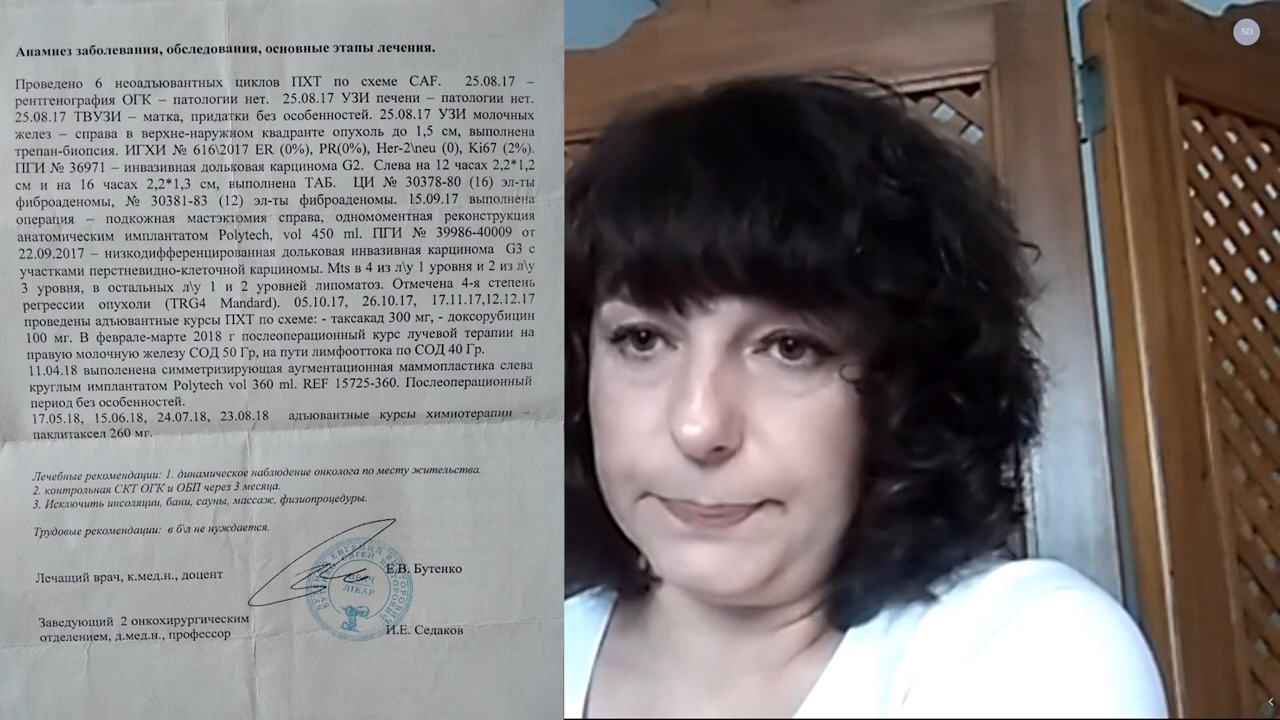 Анамнез заболевания, обследования, основные этапы лечения.
Проведено 6 неоадъювантных циклов ПХТ по схеме CAF. 25.08.17 –
рентгенография ОГК – патологии нет. 25.08.17 УЗИ печени – патологии нет.
25.08.17 ТВУЗИ – матка, придатки без особенностей. 25.08.17 УЗИ молочных
желез – справа в верхне-наружном квадранте опухоль до 1,5 см, выполнена
трепан-биопсия. ИГХИ № 616\2017 ER (0%), PR(0%), Her-2\neu (0), Ki67 (2%).
ПГИ № 36971 – инвазивная дольковая карцинома G2. Слева на 12 часах 2,2*1,2
см и на 16 часах 2,2*1,3 см, выполнена ТАБ. ЦИ № 30378-80 (16) эл-ты
фиброаденомы, № 30381-83 (12) эл-ты фиброаденомы. 15.09.17 выполнена
операция – подкожная мастэктомия справа, одномоментная реконструкция
анатомическим имплантатом Polytech, vol 450 ml. ПГИ № 39986-40009 от
22.09.2017 – низкодифференцированная дольковая инвазивная карцинома G3 с
участками перстневидно-клеточной карциномы. Mts в 4 из л\у 1 уровня и 2 из л\у
3 уровня, в остальных л\у 1 и 2 уровней липоматоз. Отмечена 4-я степень
регрессии опухоли (TRG4 Mandard). 05.10.17, 26.10.17, 17.11.17,12.12.17
проведены адъювантные курсы ПХТ по схеме: - таксакад 300 мг, - доксорубицин
100 мг. В феврале-марте 2018 г послеоперационный курс лучевой терапии на
правую молочную железу СОД 50 Гр, на пути лимфооттока по СОД 40 Гр.
11.04.18 выполенена симметризирующая аугментационная маммопластика слева
круглым имплантатом Polytech vol 360 ml. REF 15725-360. Послеоперационный
период без особенностей.
17.05.18, 15.06.18, 24.07.18, 23.08.18 адъювантные курсы химиотерапии –
паклитаксел 260 мг.
Лечебные рекомендации: 1. динамическое наблюдение онколога по месту жительства.
2. контрольная СКТ ОГК и ОБП через 3 месяца.
3. Исключить инсоляции, бани, сауны, массаж, физиопроцедуры.
Трудовые рекомендации: в б\л не нуждается.
Лечащий врач, к.мед.н., доцент Е.В. Бутенко
ЛІКАР
Заведующий 2 онкохирургическим
отделением, д.мед.н., профессор И.Е. Седаков
SD